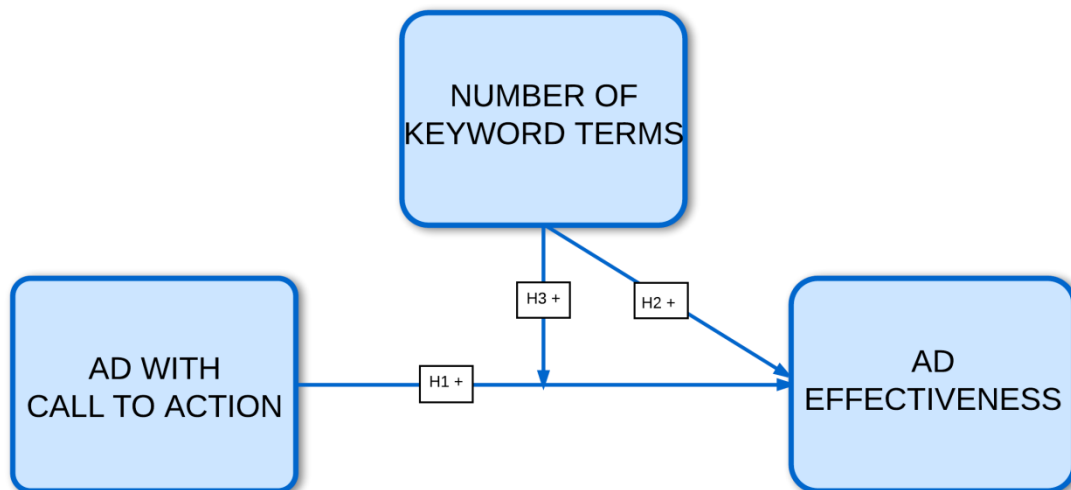 NUMBER OF
KEYWORD TERMS
H3 +
H2 +
AD WITH
CALL TO ACTION
H1 +
AD
EFFECTIVENESS